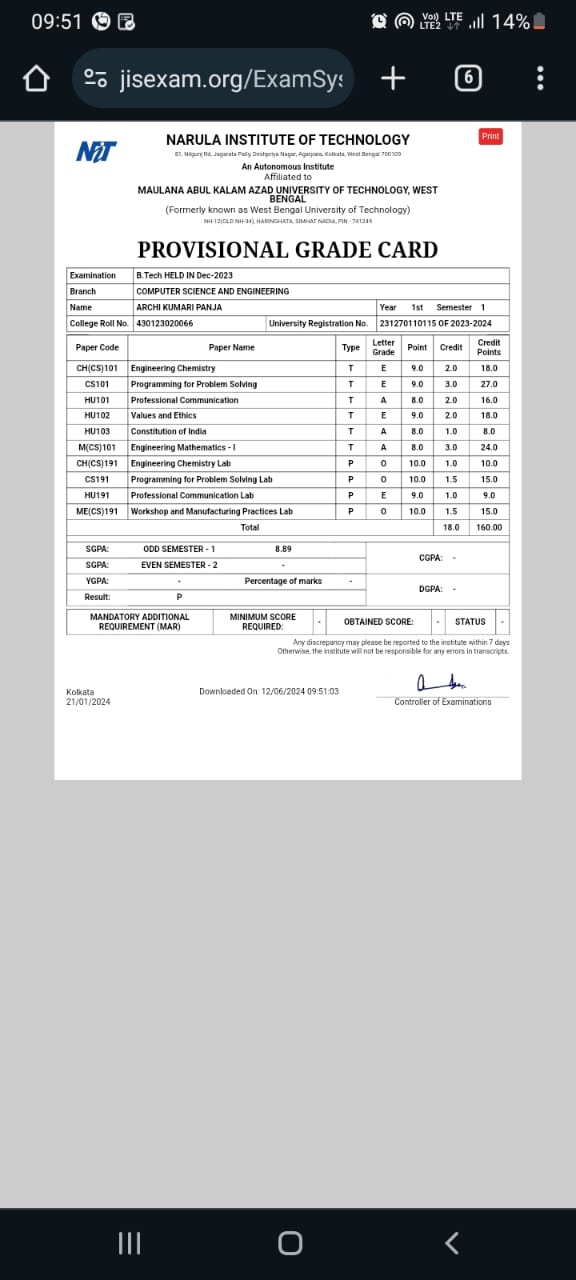 09:51 Vo) LTE LTE2 14%
jisexam.org/ExamSys 6
NiT
NARULA INSTITUTE OF TECHNOLOGY
Print
81, Nilgunj Rd, Jagarata Pally, Deshpriya Nagar, Agarpara, Kolkata, West Bengal 700109
An Autonomous Institute
Affiliated to
MAULANA ABUL KALAM AZAD UNIVERSITY OF TECHNOLOGY, WEST
BENGAL
(Formerly known as West Bengal University of Technology)
NH-12(OLD NH-34), HARINGHATA, SIMHAT NADIA, PIN - 741249
PROVISIONAL GRADE CARD
Examination B.Tech HELD IN Dec-2023
Branch COMPUTER SCIENCE AND ENGINEERING
Name ARCHI KUMARI PANJA Year 1st Semester 1
College Roll No. 430123020066 University Registration No. 231270110115 OF 2023-2024
Paper Code Paper Name Type Letter Grade Point Credit Credit Points
CH(CS)101 Engineering Chemistry T E 9.0 2.0 18.0
CS101 Programming for Problem Solving T E 9.0 3.0 27.0
HU101 Professional Communication T A 8.0 2.0 16.0
HU102 Values and Ethics T E 9.0 2.0 18.0
HU103 Constitution of India T A 8.0 1.0 8.0
M(CS)101 Engineering Mathematics - I T A 8.0 3.0 24.0
CH(CS)191 Engineering Chemistry Lab P O 10.0 1.0 10.0
CS191 Programming for Problem Solving Lab P O 10.0 1.5 15.0
HU191 Professional Communication Lab P E 9.0 1.0 9.0
ME(CS)191 Workshop and Manufacturing Practices Lab P O 10.0 1.5 15.0
Total 18.0 160.00
SGPA: ODD SEMESTER - 1 8.89 CGPA: -
SGPA: EVEN SEMESTER - 2 -
YGPA: - Percentage of marks - DGPA: -
Result: P
MANDATORY ADDITIONAL REQUIREMENT (MAR) MINIMUM SCORE REQUIRED: - OBTAINED SCORE: - STATUS -
Any discrepancy may please be reported to the institute within 7 days
Otherwise, the institute will not be responsible for any errors in transcripts.
Kolkata
21/01/2024
Downloaded On: 12/06/2024 09:51:03
Controller of Examinations